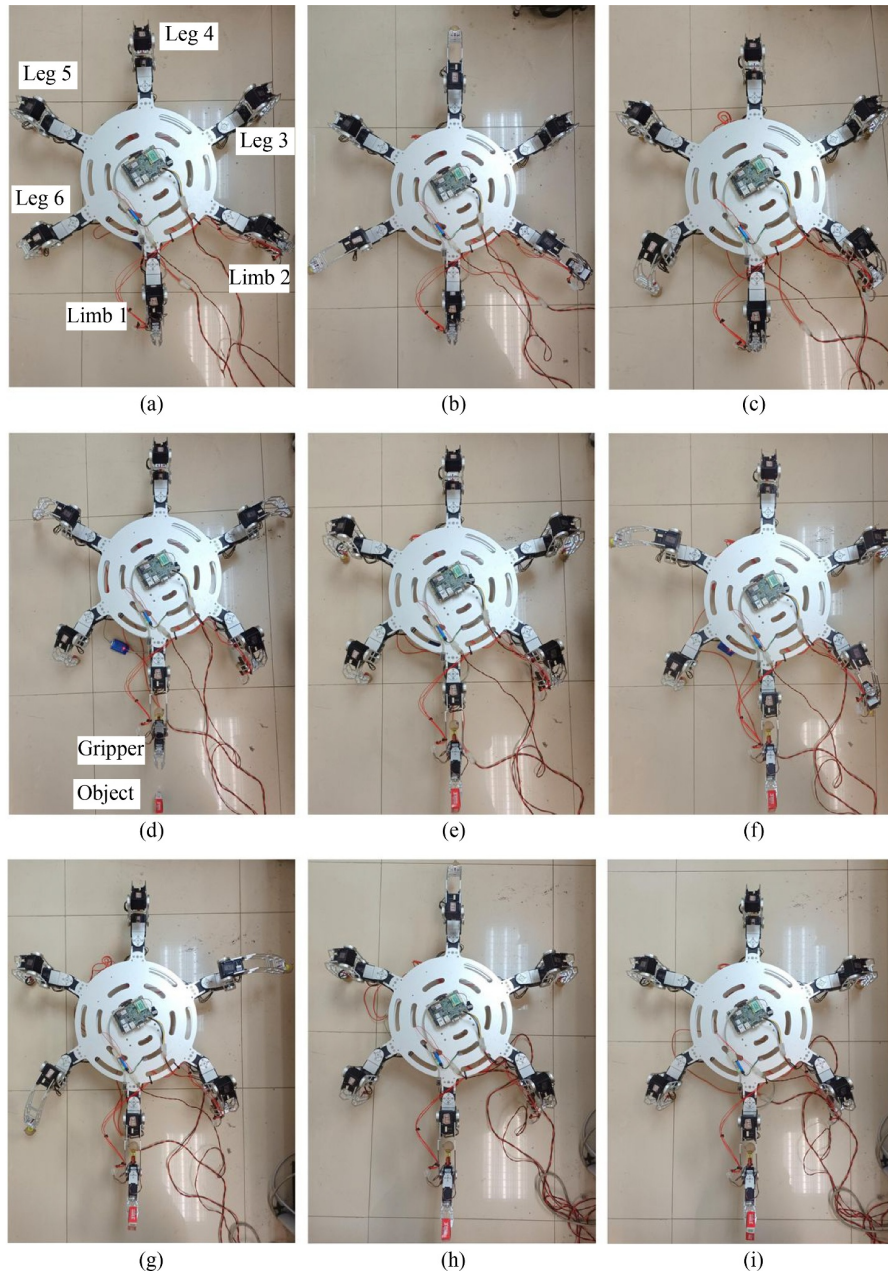 Leg 4
Leg 5
Leg 3
Leg 6
Limb 2
Limb 1
(a)
(b)
(c)
Gripper
Object
(d)
(e)
(f)
(g)
(h)
(i)